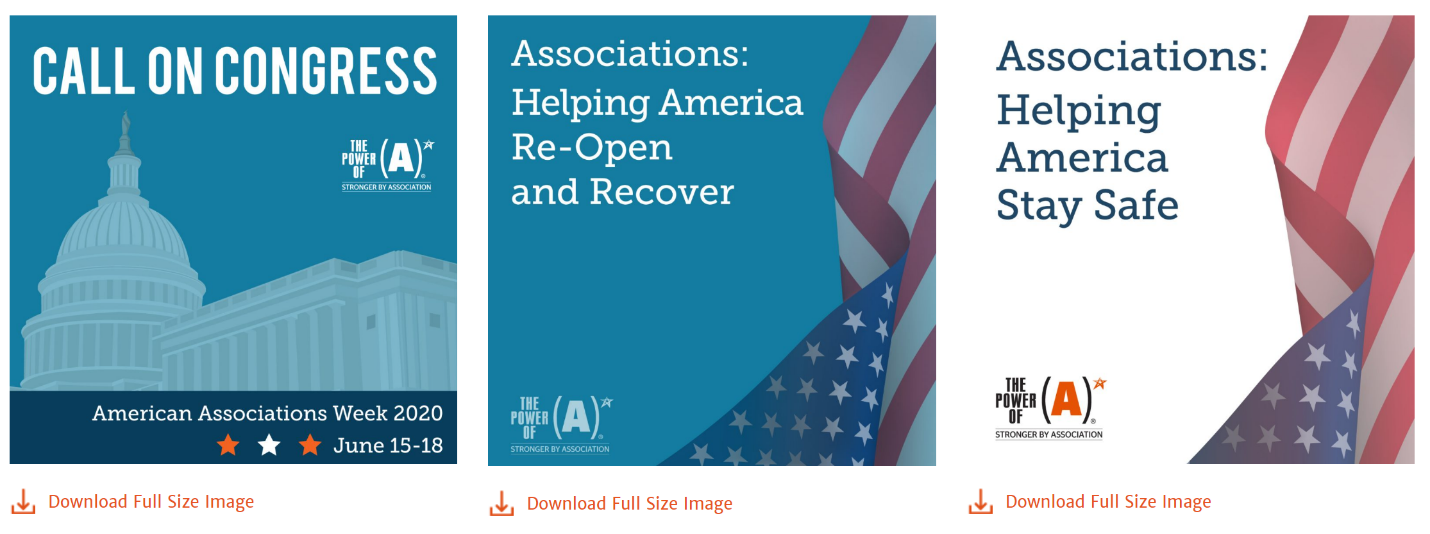 CALL ON CONGRESS
THE
POWER
OF
(A)
®
STRONGER BY ASSOCIATION
American Associations Week 2020
June 15-18
Download Full Size Image
Associations:
Helping America
Re-Open
and Recover
THE
POWER
OF
(A)
®
STRONGER BY ASSOCIATION
Download Full Size Image
Associations:
Helping
America
Stay Safe
THE
POWER
OF
(A)
®
STRONGER BY ASSOCIATION
Download Full Size Image